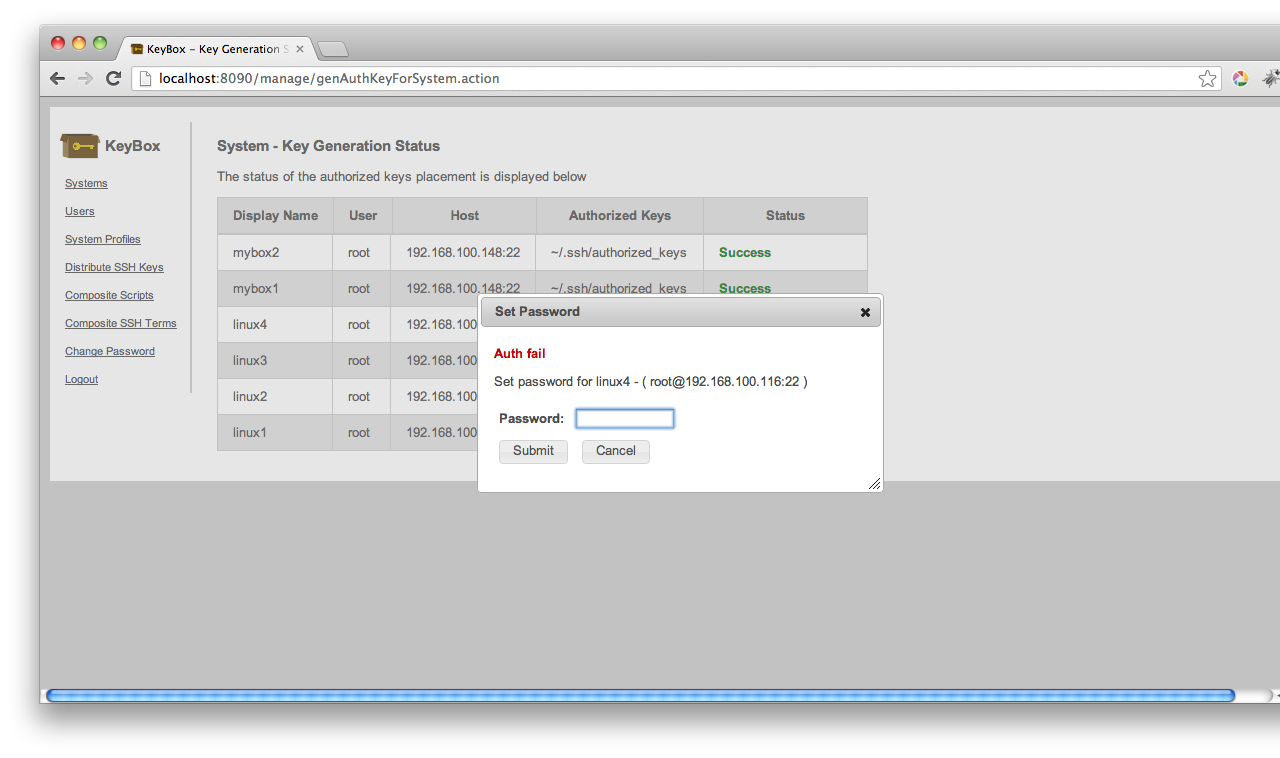 KeyBox – Key Generation S
localhost:8090/manage/genAuthKeyForSystem.action
KeyBox
Systems
Users
System Profiles
Distribute SSH Keys
Composite Scripts
Composite SSH Terms
Change Password
Logout
System - Key Generation Status
The status of the authorized keys placement is displayed below
Display Name User Host Authorized Keys Status
mybox2 root 192.168.100.148:22 ~/.ssh/authorized_keys Success
mybox1 root 192.168.100.148:22 ~/.ssh/authorized_keys Success
linux4 root 192.168.100
linux3 root 192.168.100
linux2 root 192.168.100
linux1 root 192.168.100
Set Password
Auth fail
Set password for linux4 - ( root@192.168.100.116:22 )
Password:
Submit Cancel